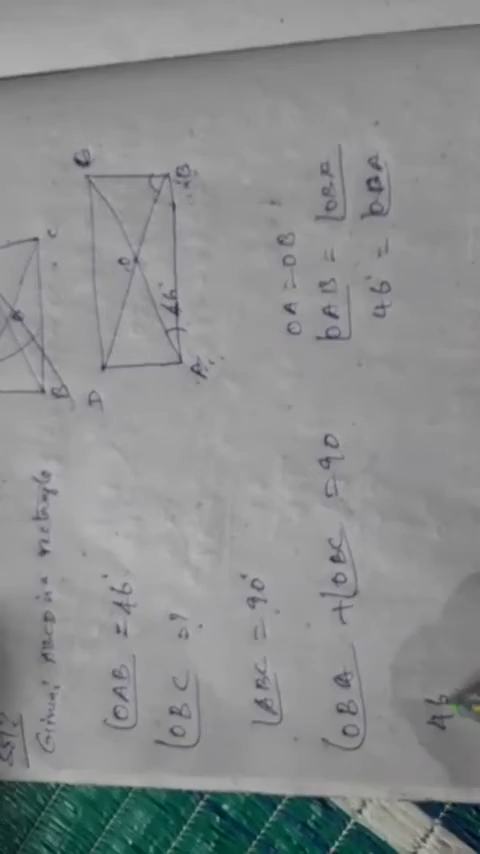 Given: ABCD is a rectangle
∠OAB = 46°
∠OBC = ?
∠ABC = 90°
∠OBA + ∠OBC = 90
46
C
B
D
C
O
B
46°
A
OA = OB
∠OAB = ∠OBA
46° = ∠OBA